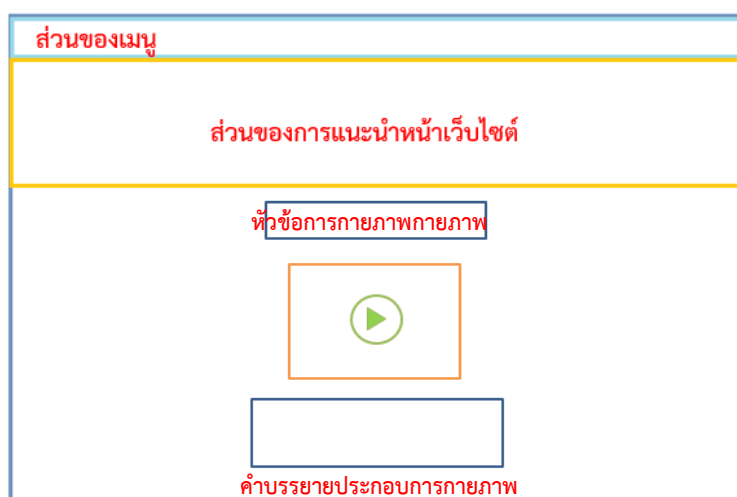 ส่วนของเมนู
ส่วนของการแนะนำหน้าเว็บไซต์
หัวข้อการกายภาพกายภาพ
คำบรรยายประกอบการกายภาพ